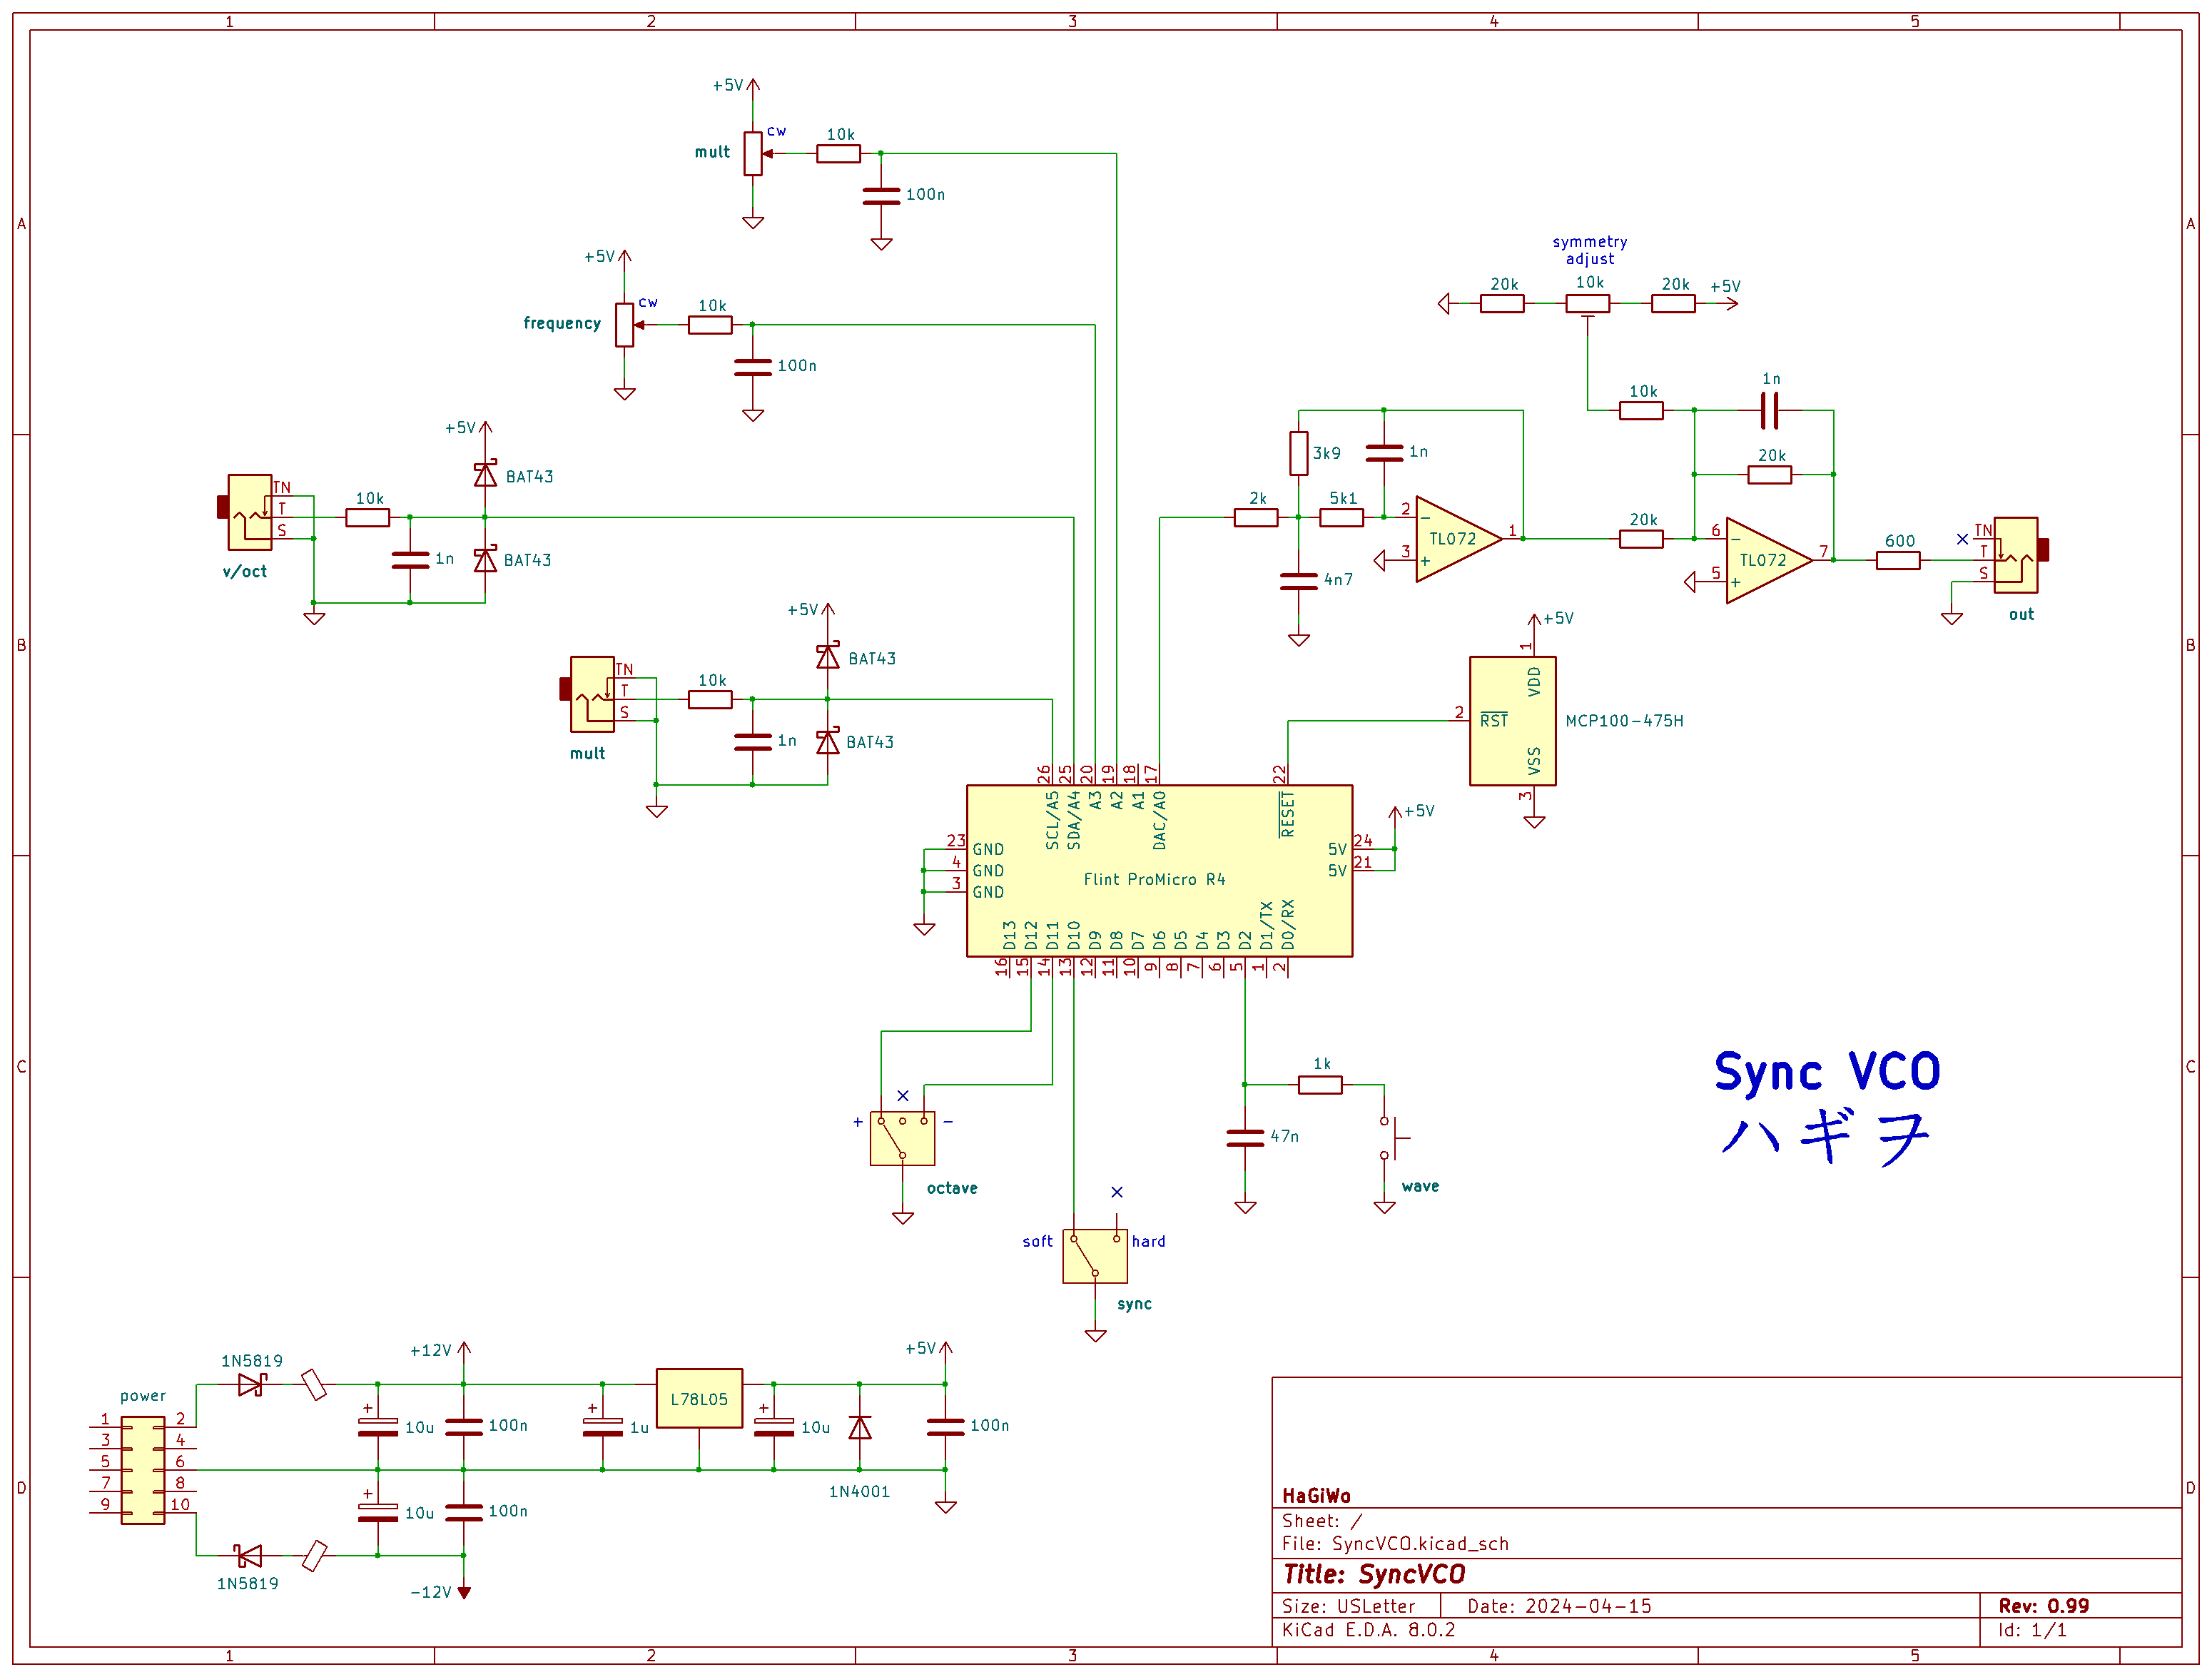 1 2 3 4 5
+5V
cw
mult
10k
100n
A A
+5V
cw
frequency
10k
100n
symmetry
adjust
20k 10k 20k +5V
10k
1n
20k
+5V
BAT43
TN
T
S
v/oct
10k
1n
BAT43
3k9
1n
2k
5k1
4n7
2
3
1
TL072
20k
6
5
7
TL072
600
TN
T
S
out
B B
+5V
BAT43
TN
T
S
mult
10k
1n
BAT43
+5V
1
VDD
2 RST
MCP100-475H
VSS
3
26 25 20 19 18 17 22
SCL/A5 SDA/A4 A3 A2 A1 DAC/A0 RESET
23 GND
4 GND
3 GND
Flint ProMicro R4
5V 24
5V 21
+5V
D13 D12 D11 D10 D9 D8 D7 D6 D5 D4 D3 D2 D1/TX D0/RX
16 15 14 13 12 11 10 9 8 7 6 5 1 2
C C
+ -
octave
soft hard
sync
1k
47n
wave
Sync VCO
ハギヲ
power
1 2
3 4
5 6
7 8
9 10
1N5819
+12V
+ 10u
100n
+ 1u
L78L05
+ 10u
1N4001
+5V
100n
+ 10u
100n
1N5819
-12V
D D
HaGiWo
Sheet: /
File: SyncVCO.kicad_sch
Title: SyncVCO
Size: USLetter Date: 2024-04-15 Rev: 0.99
KiCad E.D.A. 8.0.2 Id: 1/1
1 2 3 4 5